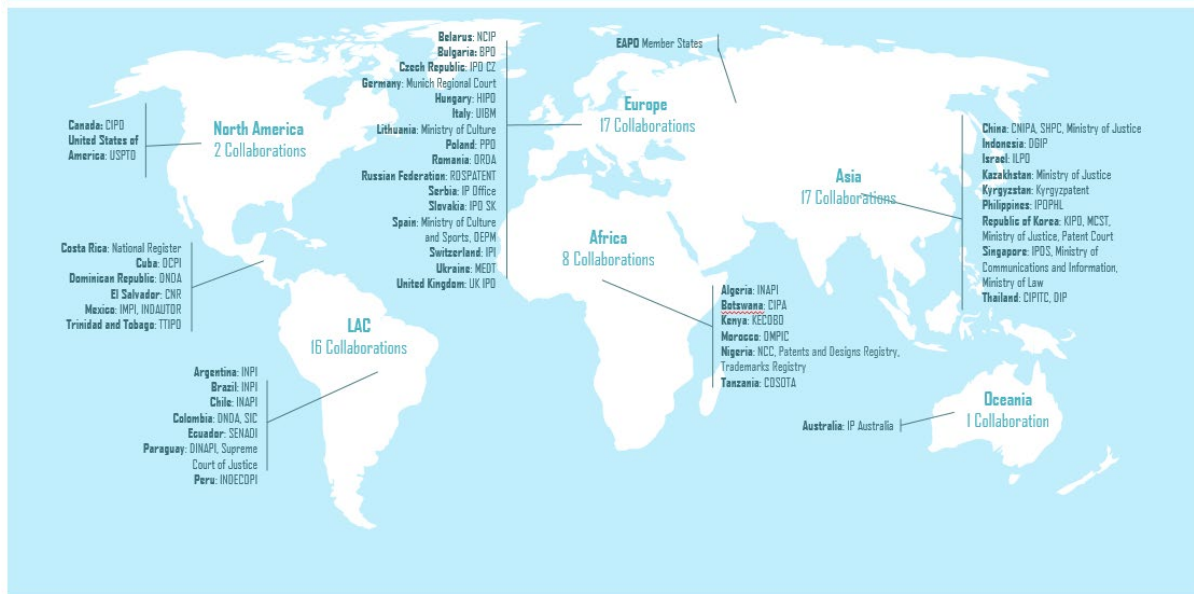 Belarus: NCIP
Bulgaria: BPO
Czech Republic: IPO CZ
Germany: Munich Regional Court
Hungary: HIPO
Italy: UIBM
Lithuania: Ministry of Culture
Poland: PPO
Romania: ORDA
Russian Federation: ROSPATENT
Serbia: IP Office
Slovakia: IPO SK
Spain: Ministry of Culture
and Sports, OEPM
Switzerland: IPI
Ukraine: MEDT
United Kingdom: UK IPO
EAPO Member States
Europe
17 Collaborations
Canada: CIPO
United States of
America: USPTO
North America
2 Collaborations
China: CNIPA, SHPC, Ministry of Justice
Indonesia: DGIP
Israel: ILPO
Kazakhstan: Ministry of Justice
Kyrgyzstan: Kyrgyzpatent
Philippines: IPOPHL
Republic of Korea: KIPO, MCST,
Ministry of Justice, Patent Court
Singapore: IPOS, Ministry of
Communications and Information,
Ministry of Law
Thailand: CIPITC, DIP
Asia
17 Collaborations
Costa Rica: National Register
Cuba: OCPI
Dominican Republic: ONDA
El Salvador: CNR
Mexico: IMPI, INDAUTOR
Trinidad and Tobago: TTIPO
Africa
8 Collaborations
Algeria: INAPI
Botswana: CIPA
Kenya: KECOBO
Morocco: OMPIC
Nigeria: NCC, Patents and Designs Registry,
Trademarks Registry
Tanzania: COSOTA
LAC
16 Collaborations
Argentina: INPI
Brazil: INPI
Chile: INAPI
Colombia: DNDA, SIC
Ecuador: SENADI
Paraguay: DINAPI, Supreme
Court of Justice
Peru: INDECOPI
Oceania
1 Collaboration
Australia: IP Australia